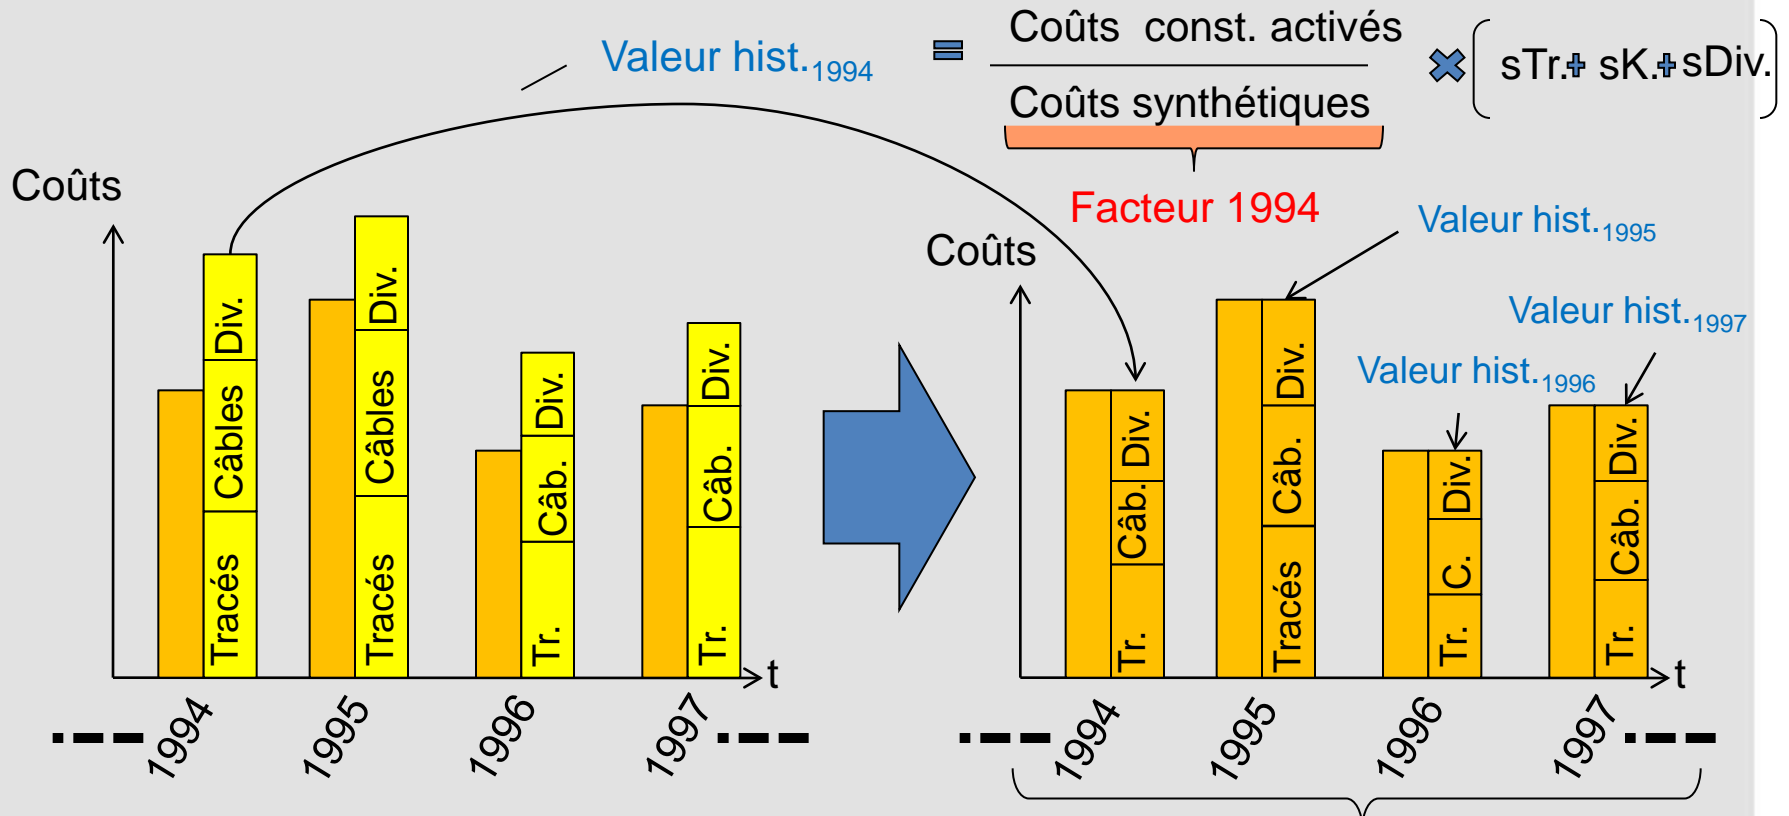 Valeur hist.1994 = Coûts const. activés × ( sTr.+ sK.+ sDiv. )
Coûts synthétiques
Facteur 1994
Coûts
Div.
Câbles
Tracés
Div.
Câbles
Tracés
Div.
Câb.
Tr.
Div.
Câb.
Tr.
t
1994
1995
1996
1997
Coûts
Valeur hist.1995
Valeur hist.1997
Valeur hist.1996
Div.
Câb.
Tr.
Div.
Câb.
Tracés
Div.
C.
Tr.
Div.
Câb.
Tr.
t
1994
1995
1996
1997